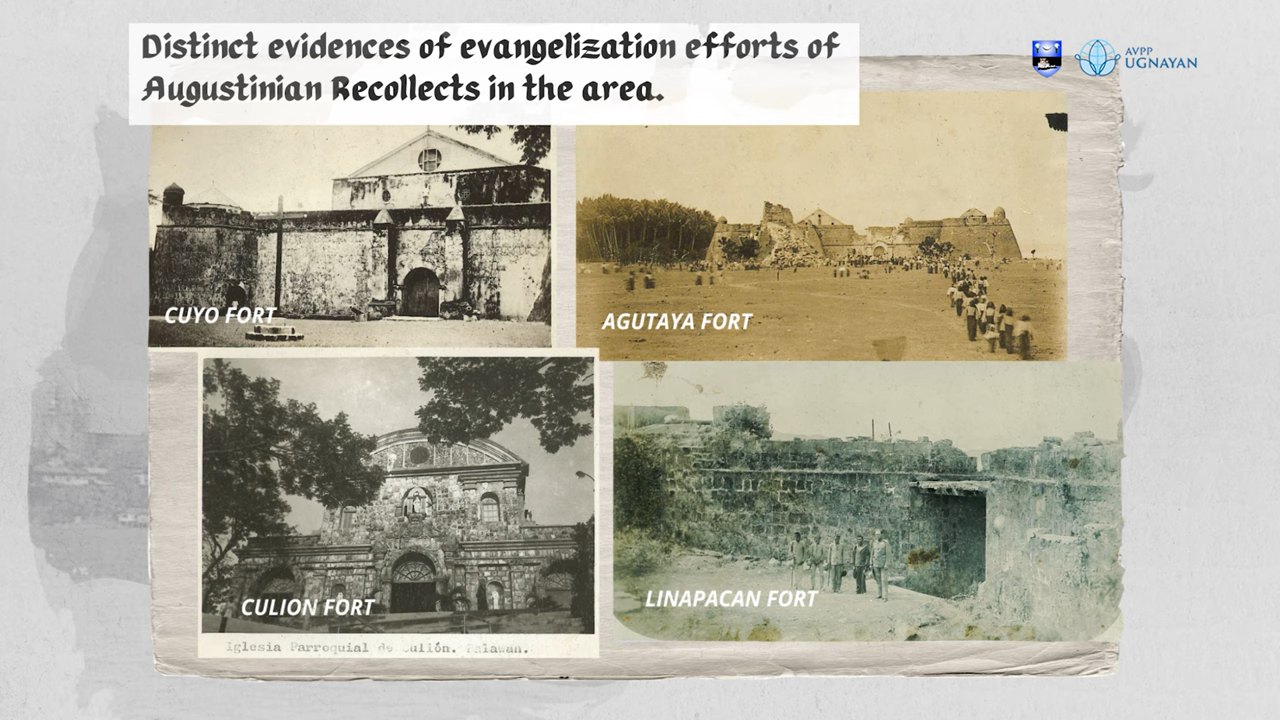 Distinct evidences of evangelization efforts of
Augustinian Recollects in the area.
AVPP
UGNAYAN
CUYO FORT
AGUTAYA FORT
CULION FORT
LINAPACAN FORT
Iglesia Parroquial de Culión. Palawan.